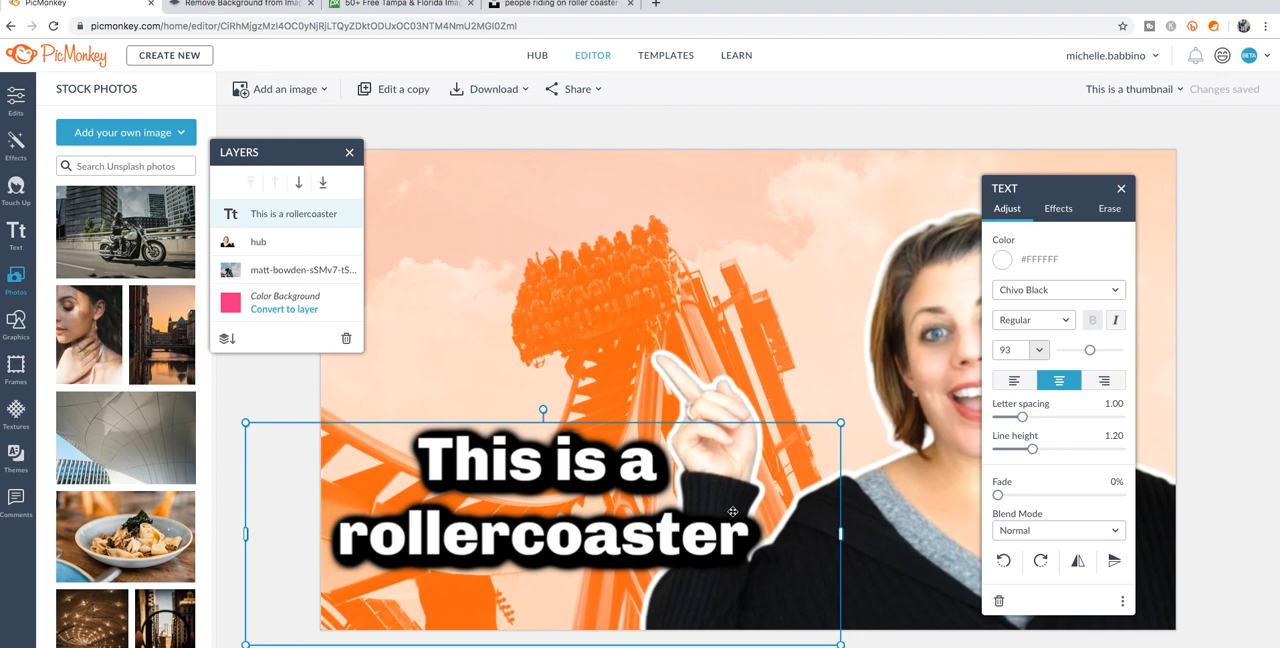 PicMonkey
Remove Background from Imag
50+ Free Tampa & Florida Imag
people riding on roller coaster
picmonkey.com/home/editor/CiRhMjgzMzI4OC0yNjRjLTQyZDktODUxOC03NTM4NmU2MGI0ZmI
PicMonkey
CREATE NEW
HUB
EDITOR
TEMPLATES
LEARN
michelle.babbino
BETA
STOCK PHOTOS
Add an image
Edit a copy
Download
Share
This is a thumbnail
Changes saved
Edits
Effects
Touch Up
Tt
Text
Photos
Graphics
Frames
Textures
Themes
Comments
Add your own image
Search Unsplash photos
LAYERS
Tt This is a rollercoaster
hub
matt-bowden-sSMv7-tS...
Color Background
Convert to layer
This is a
rollercoaster
TEXT
Adjust
Effects
Erase
Color
#FFFFFF
Chivo Black
Regular
B
I
93
Letter spacing 1.00
Line height 1.20
Fade 0%
Blend Mode
Normal